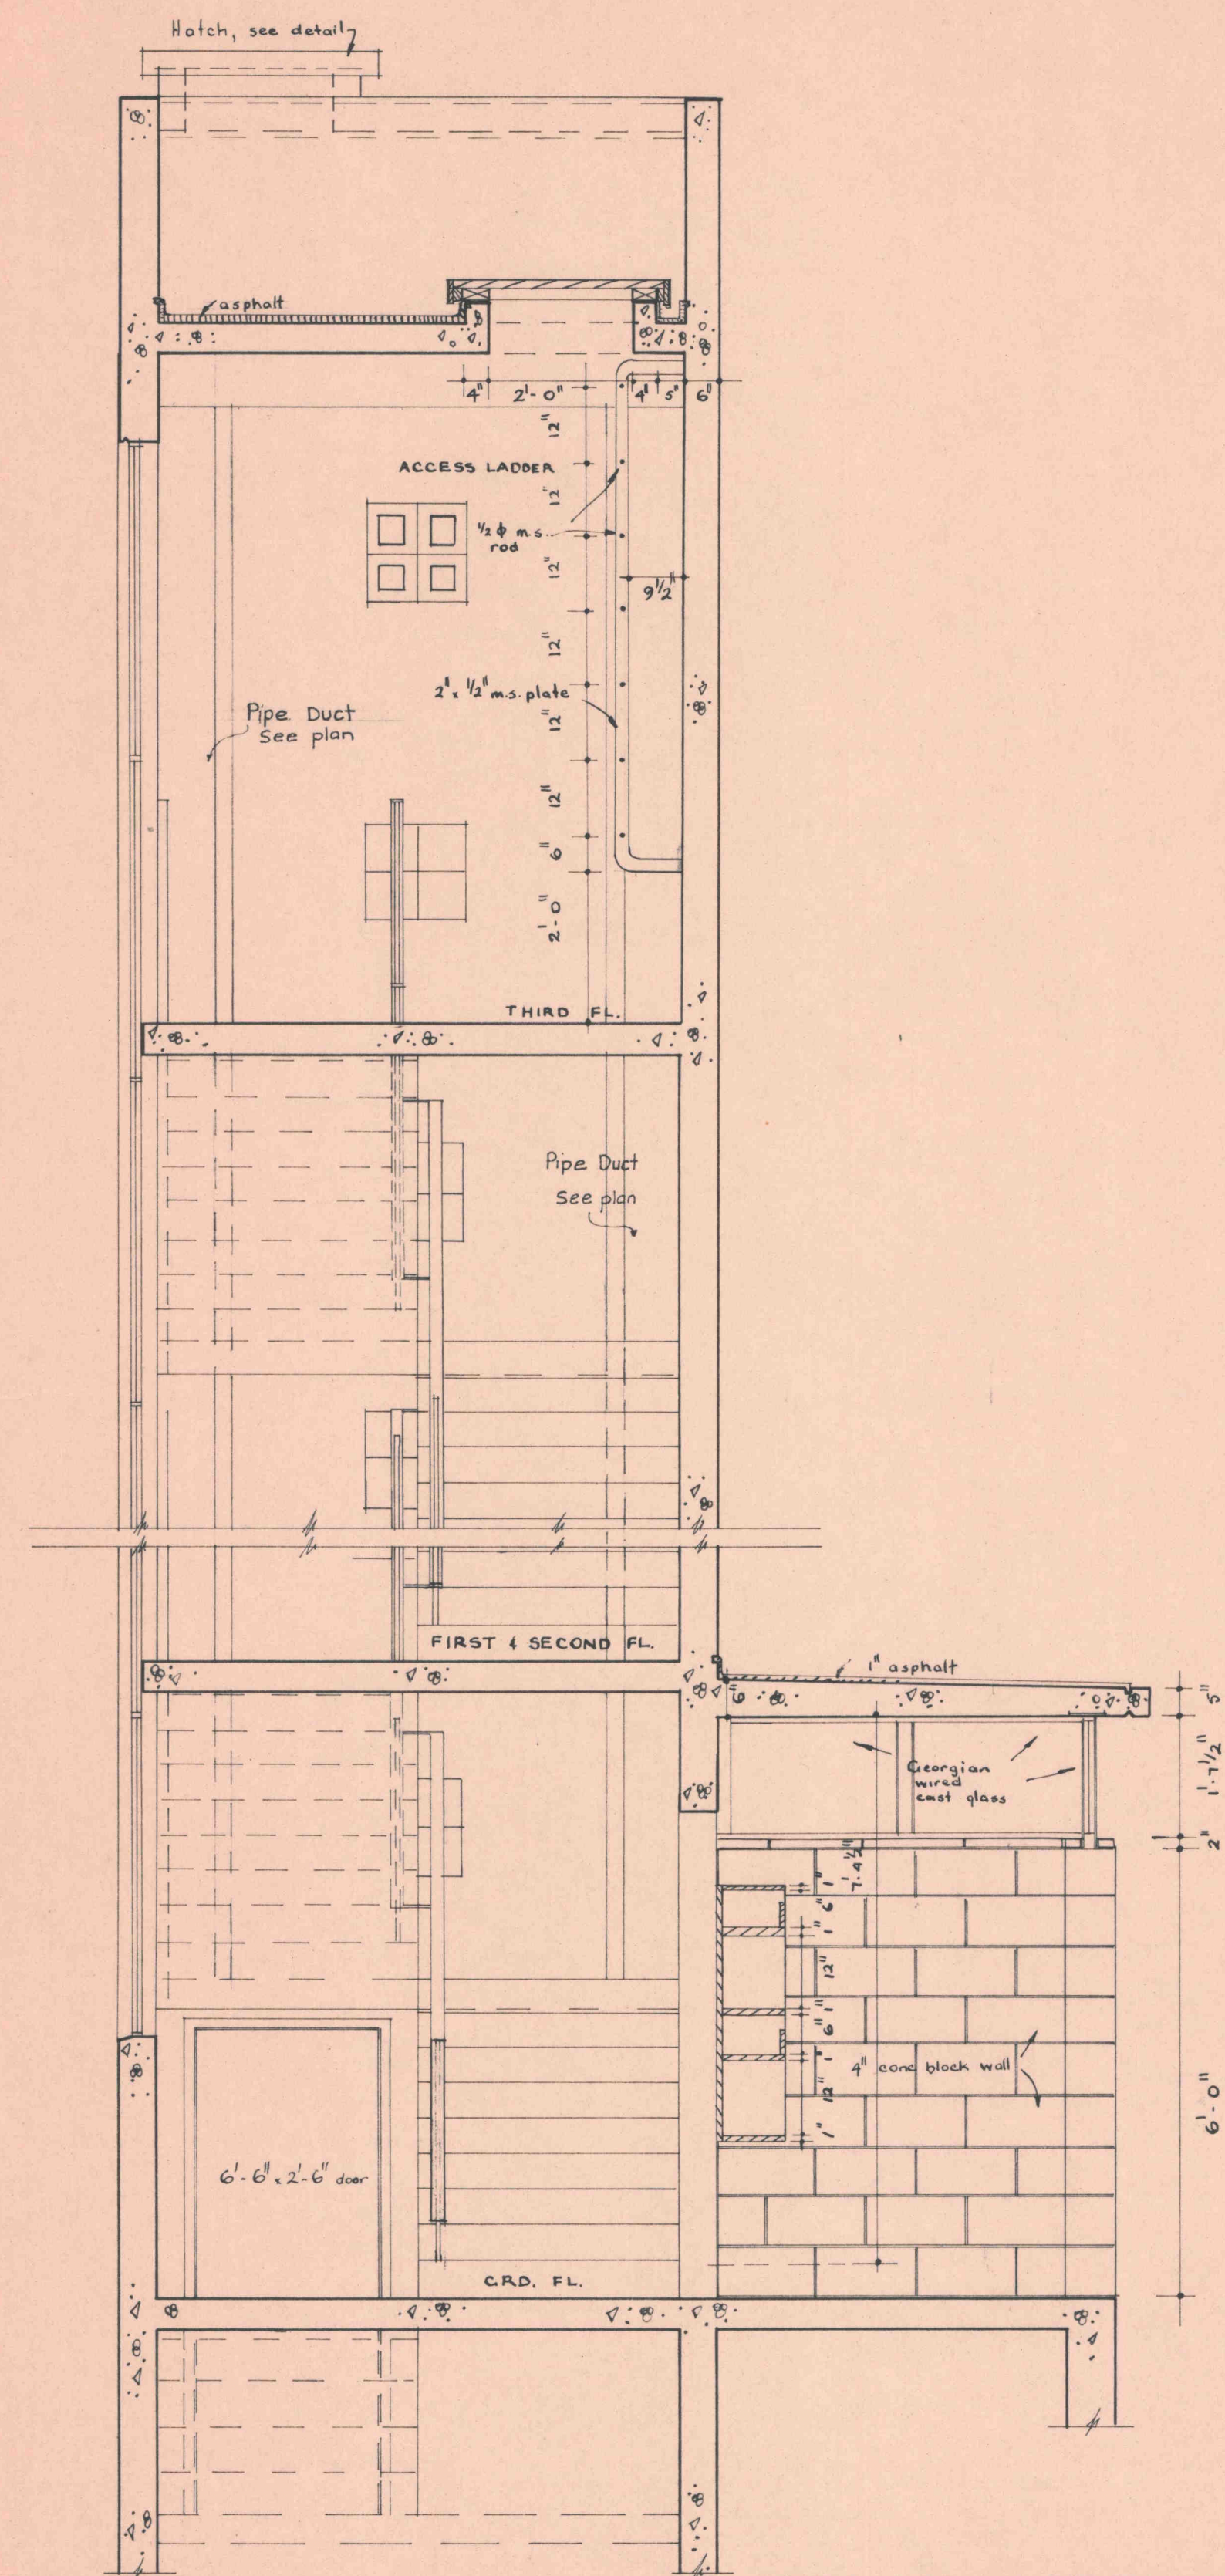 Hatch, see detail
asphalt
4" 2'-0" 4" 5" 6"
12"
ACCESS LADDER
12"
1/2 ϕ m.s.
rod
12"
9 1/2"
12"
2" x 1/2" m.s. plate
12"
Pipe Duct
See plan
12"
6"
2'-0"
THIRD FL.
Pipe Duct
See plan
FIRST & SECOND FL.
1" asphalt
6"
5"
Georgian
wired
cast glass
1'-7 1/2"
2"
7'-4 1/2"
1"
6"
1"
12"
1"
6"
1"
4" conc block wall
12"
1"
6'-0"
6'-6" x 2'-6" door
GRD. FL.